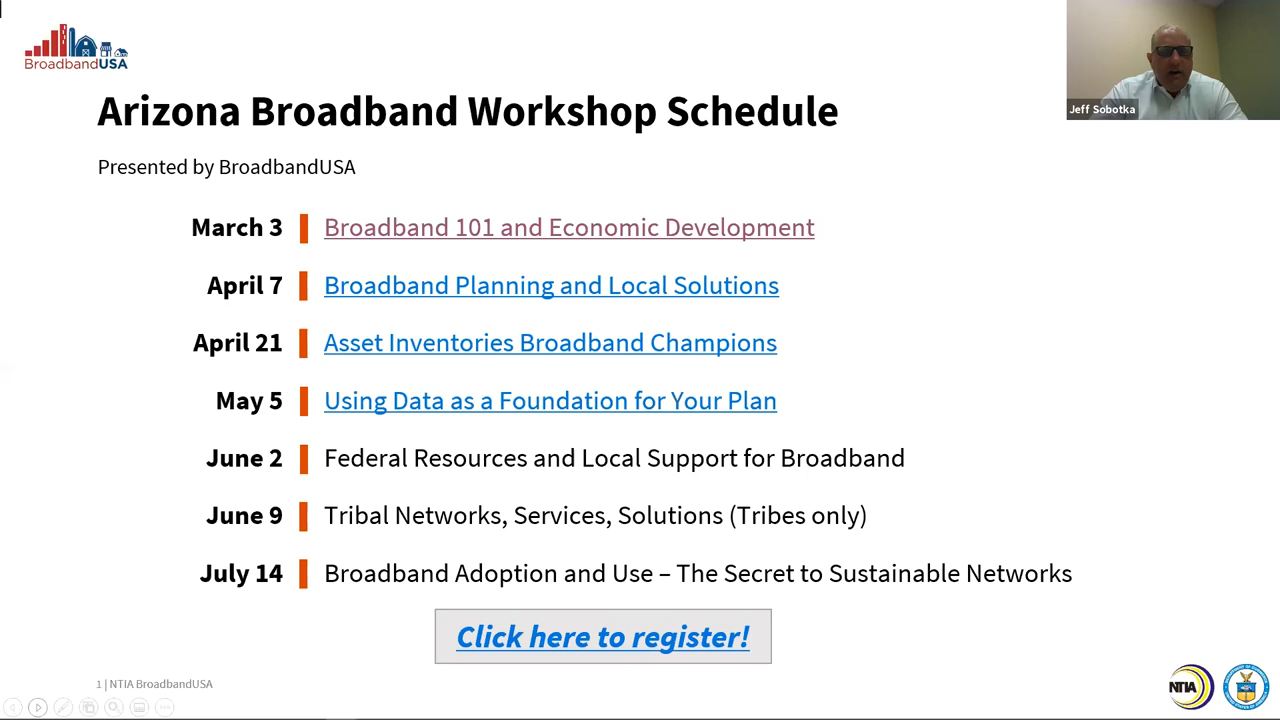 BroadbandUSA
Jeff Sobotka
Arizona Broadband Workshop Schedule
Presented by BroadbandUSA
March 3 Broadband 101 and Economic Development
April 7 Broadband Planning and Local Solutions
April 21 Asset Inventories Broadband Champions
May 5 Using Data as a Foundation for Your Plan
June 2 Federal Resources and Local Support for Broadband
June 9 Tribal Networks, Services, Solutions (Tribes only)
July 14 Broadband Adoption and Use – The Secret to Sustainable Networks
Click here to register!
1 | NTIA BroadbandUSA
NTIA